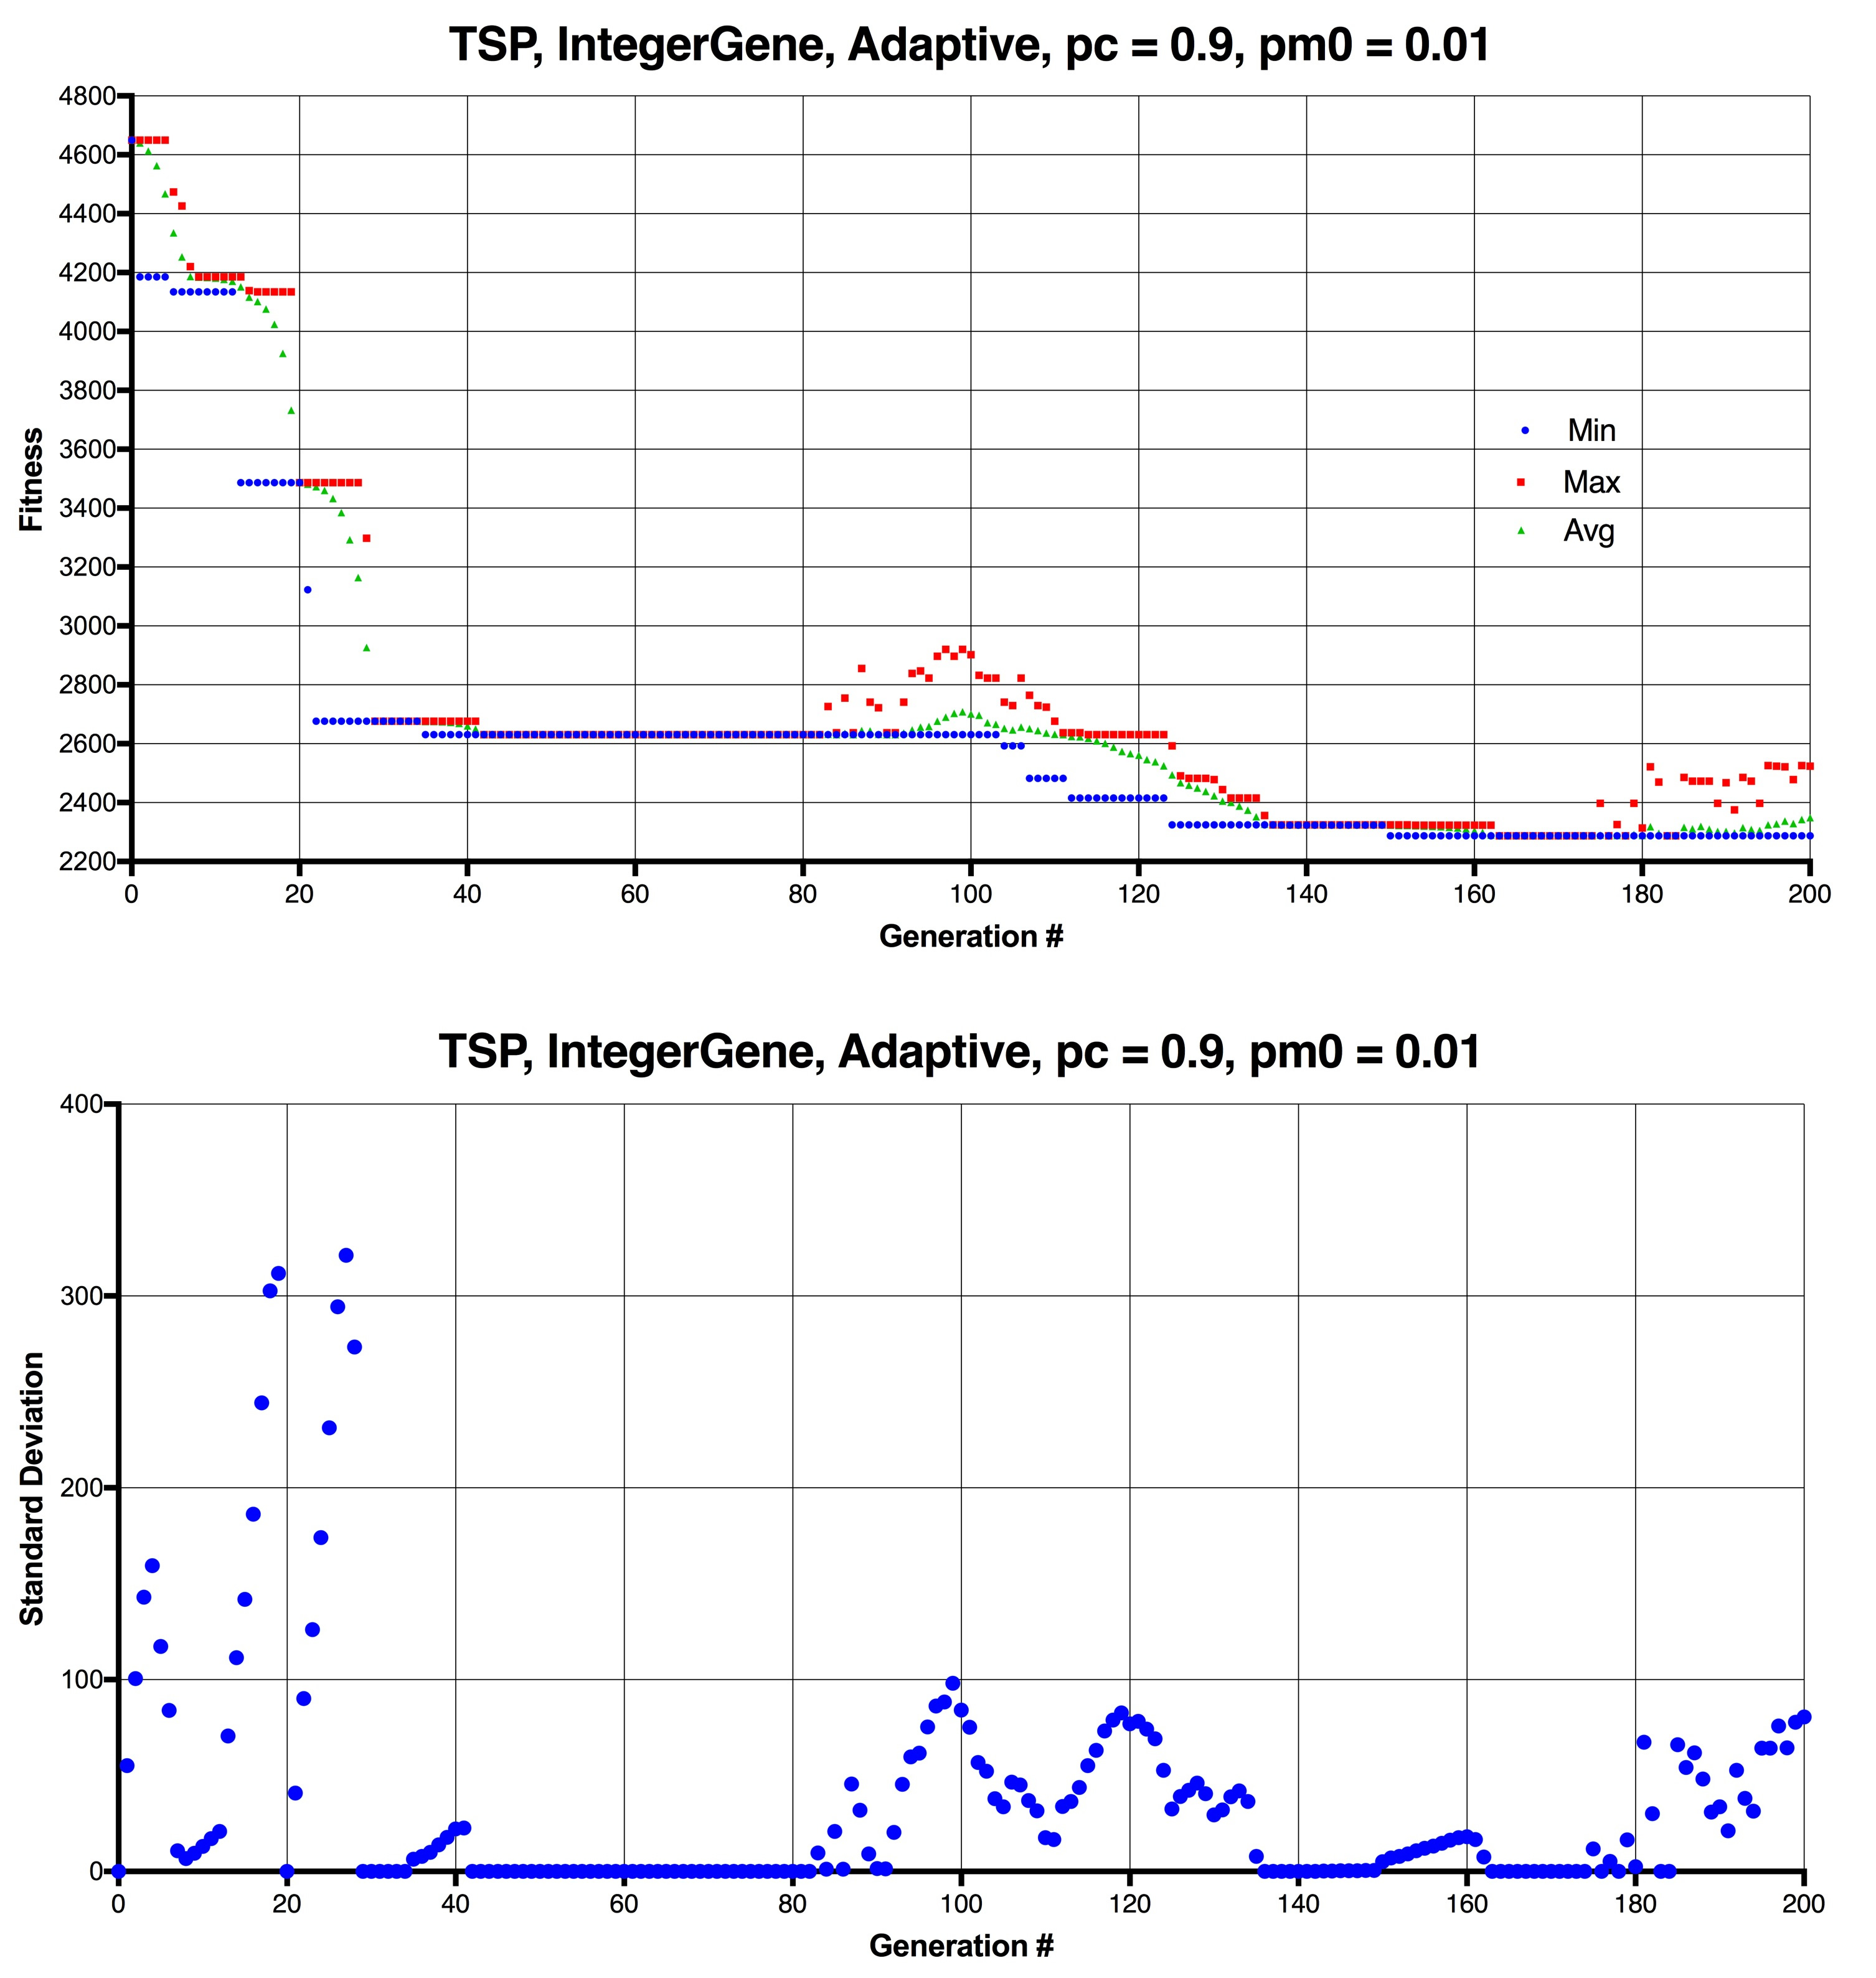 TSP, IntegerGene, Adaptive, pc = 0.9, pm0 = 0.01
4800
4600
4400
4200
4000
3800
3600
3400
3200
3000
2800
2600
2400
2200
Fitness
Min
Max
Avg
0 20 40 60 80 100 120 140 160 180 200
Generation #
TSP, IntegerGene, Adaptive, pc = 0.9, pm0 = 0.01
400
300
200
100
0
Standard Deviation
0 20 40 60 80 100 120 140 160 180 200
Generation #